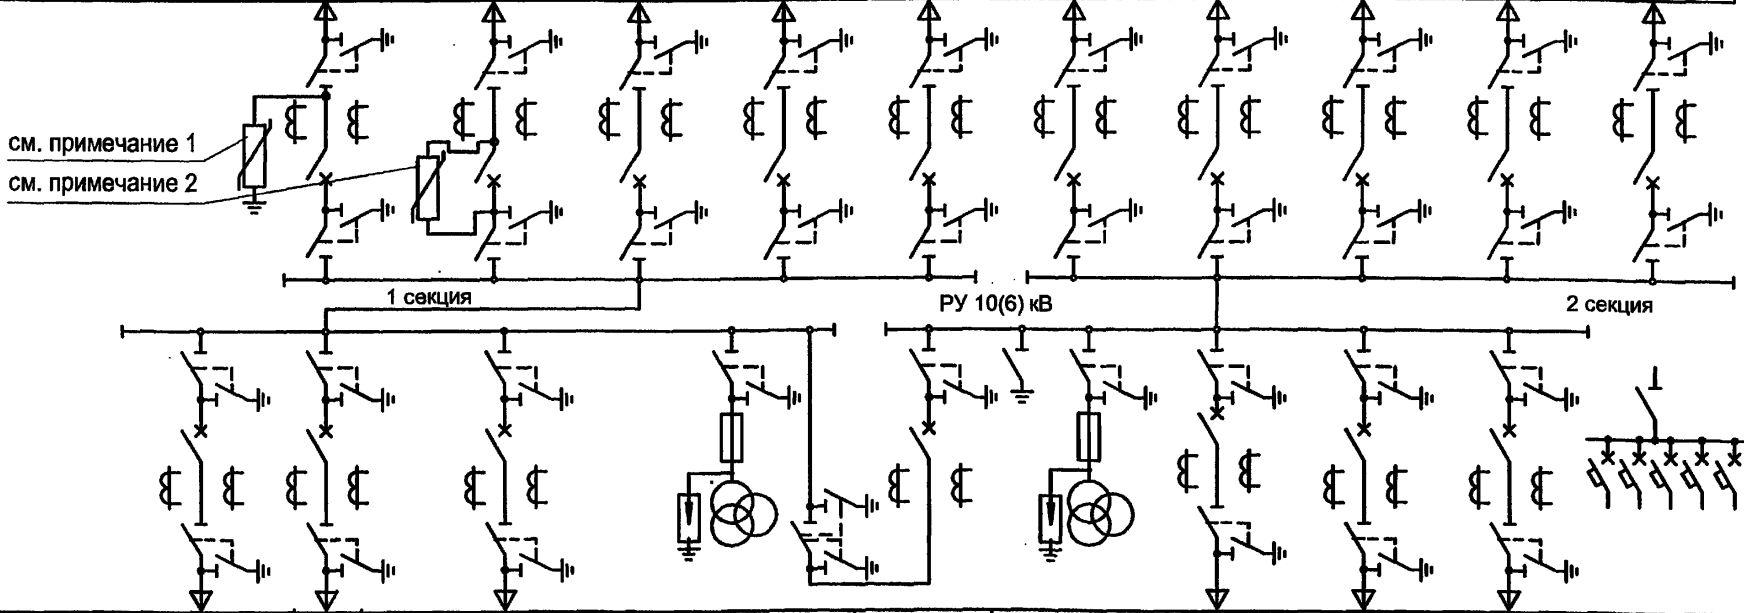 см. примечание 1
см. примечание 2
1 секция
РУ 10(6) кВ
2 секция